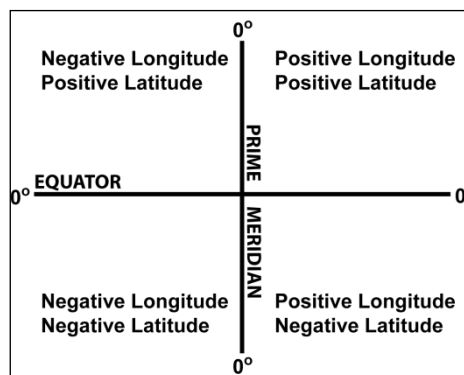 0°
Negative Longitude
Positive Latitude
Positive Longitude
Positive Latitude
PRIME
EQUATOR
0°
0
MERIDIAN
Negative Longitude
Negative Latitude
Positive Longitude
Negative Latitude
0°